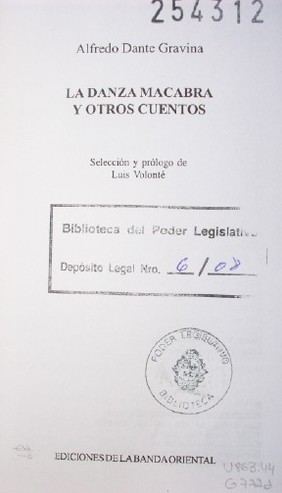 254312
Alfredo Dante Gravina
LA DANZA MACABRA
Y OTROS CUENTOS
Selección y prólogo de
Luis Volonté
Biblioteca del Poder Legislativo
Depósito Legal Nro. 6/08
PODER LEGISLATIVO
BIBLIOTECA
EDICIONES DE LA BANDA ORIENTAL
U863.44